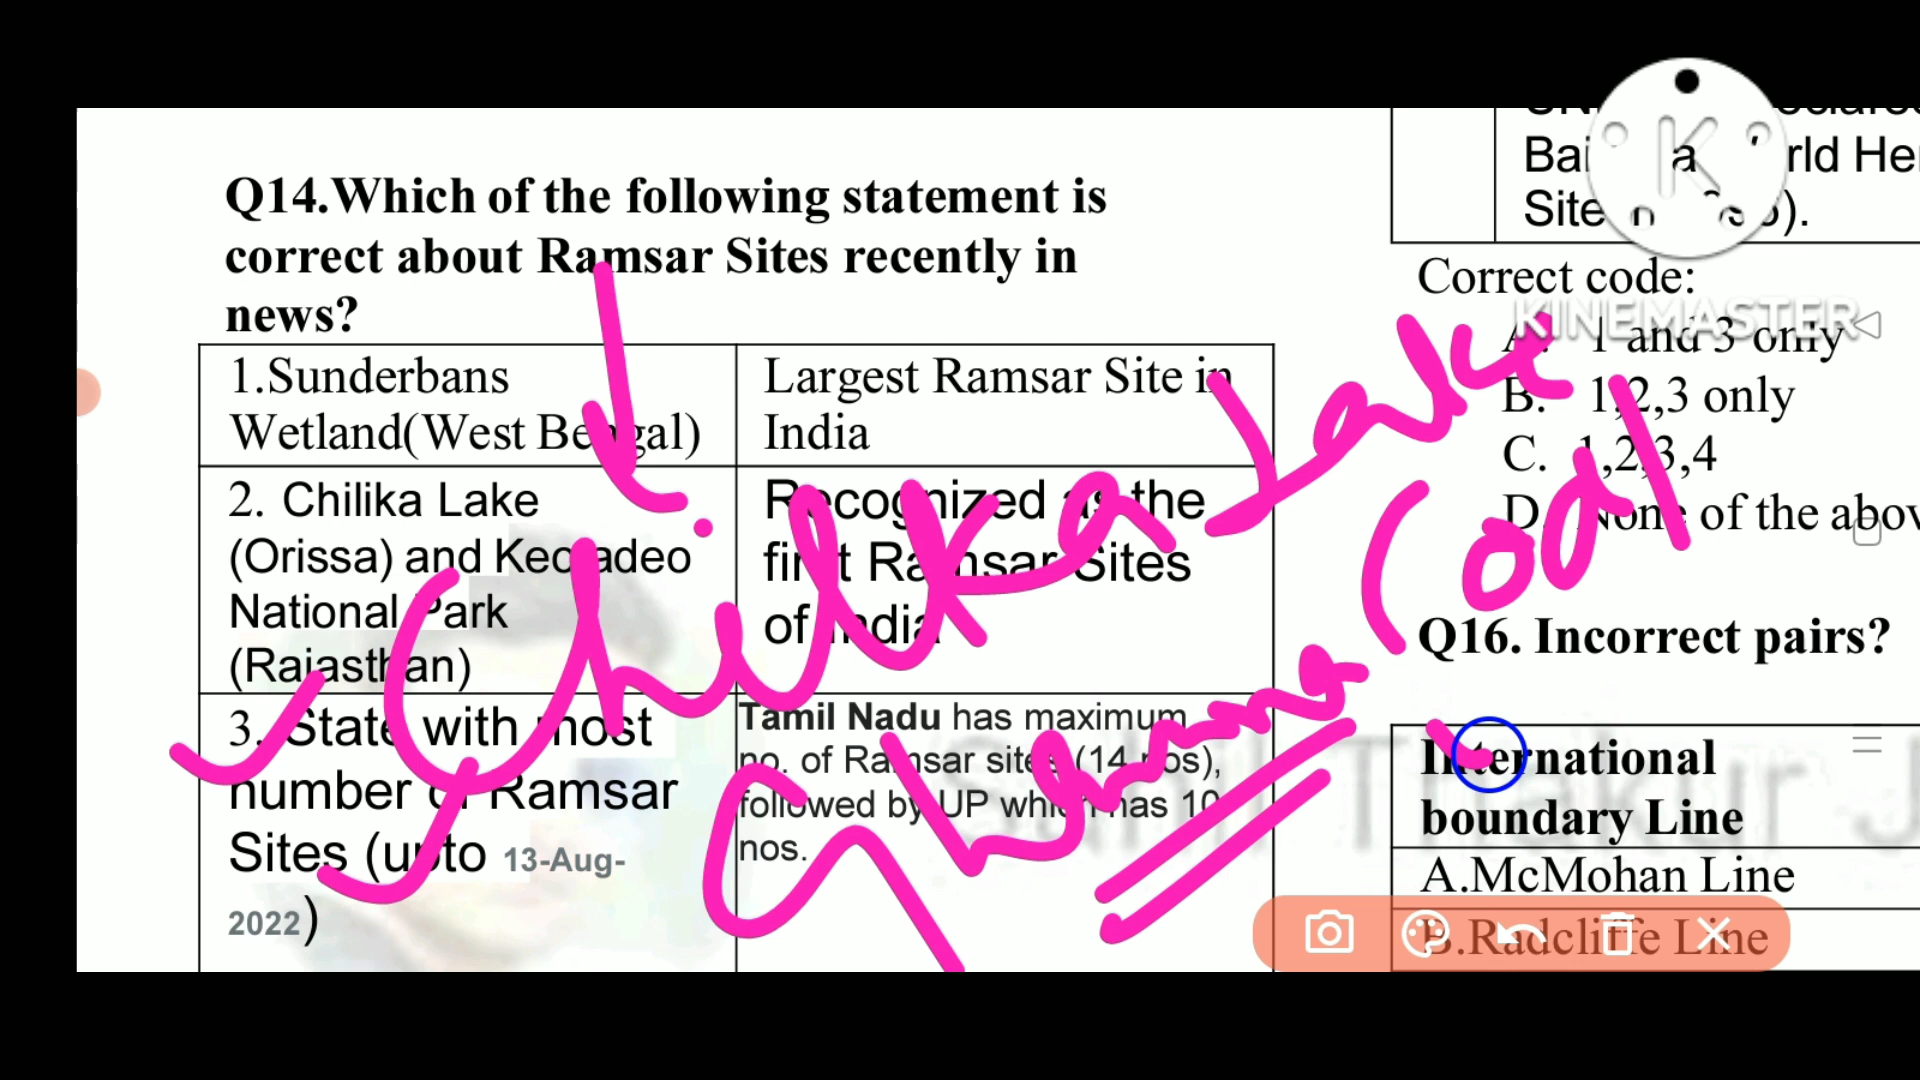 Q14.Which of the following statement is
correct about Ramsar Sites recently in
news?
1.Sunderbans
Wetland(West Bengal)
Largest Ramsar Site in
India
2. Chilika Lake
(Orissa) and Keoladeo
National Park
(Rajasthan)
Recognized as the
first Ramsar Sites
of India
3. State with most
number of Ramsar
Sites (upto 13-Aug-
2022)
Tamil Nadu has maximum
no. of Ramsar sites (14 nos),
followed by UP which has 10
nos.
Chilka Lake
Site
Correct code:
A. 1 and 3 only
B. 1,2,3 only
C. 1,2,3,4
D. None of the abov
Q16. Incorrect pairs?
International
boundary Line
A.McMohan Line
B.Radcliffe Line
KINEMASTER
K
Thakur J